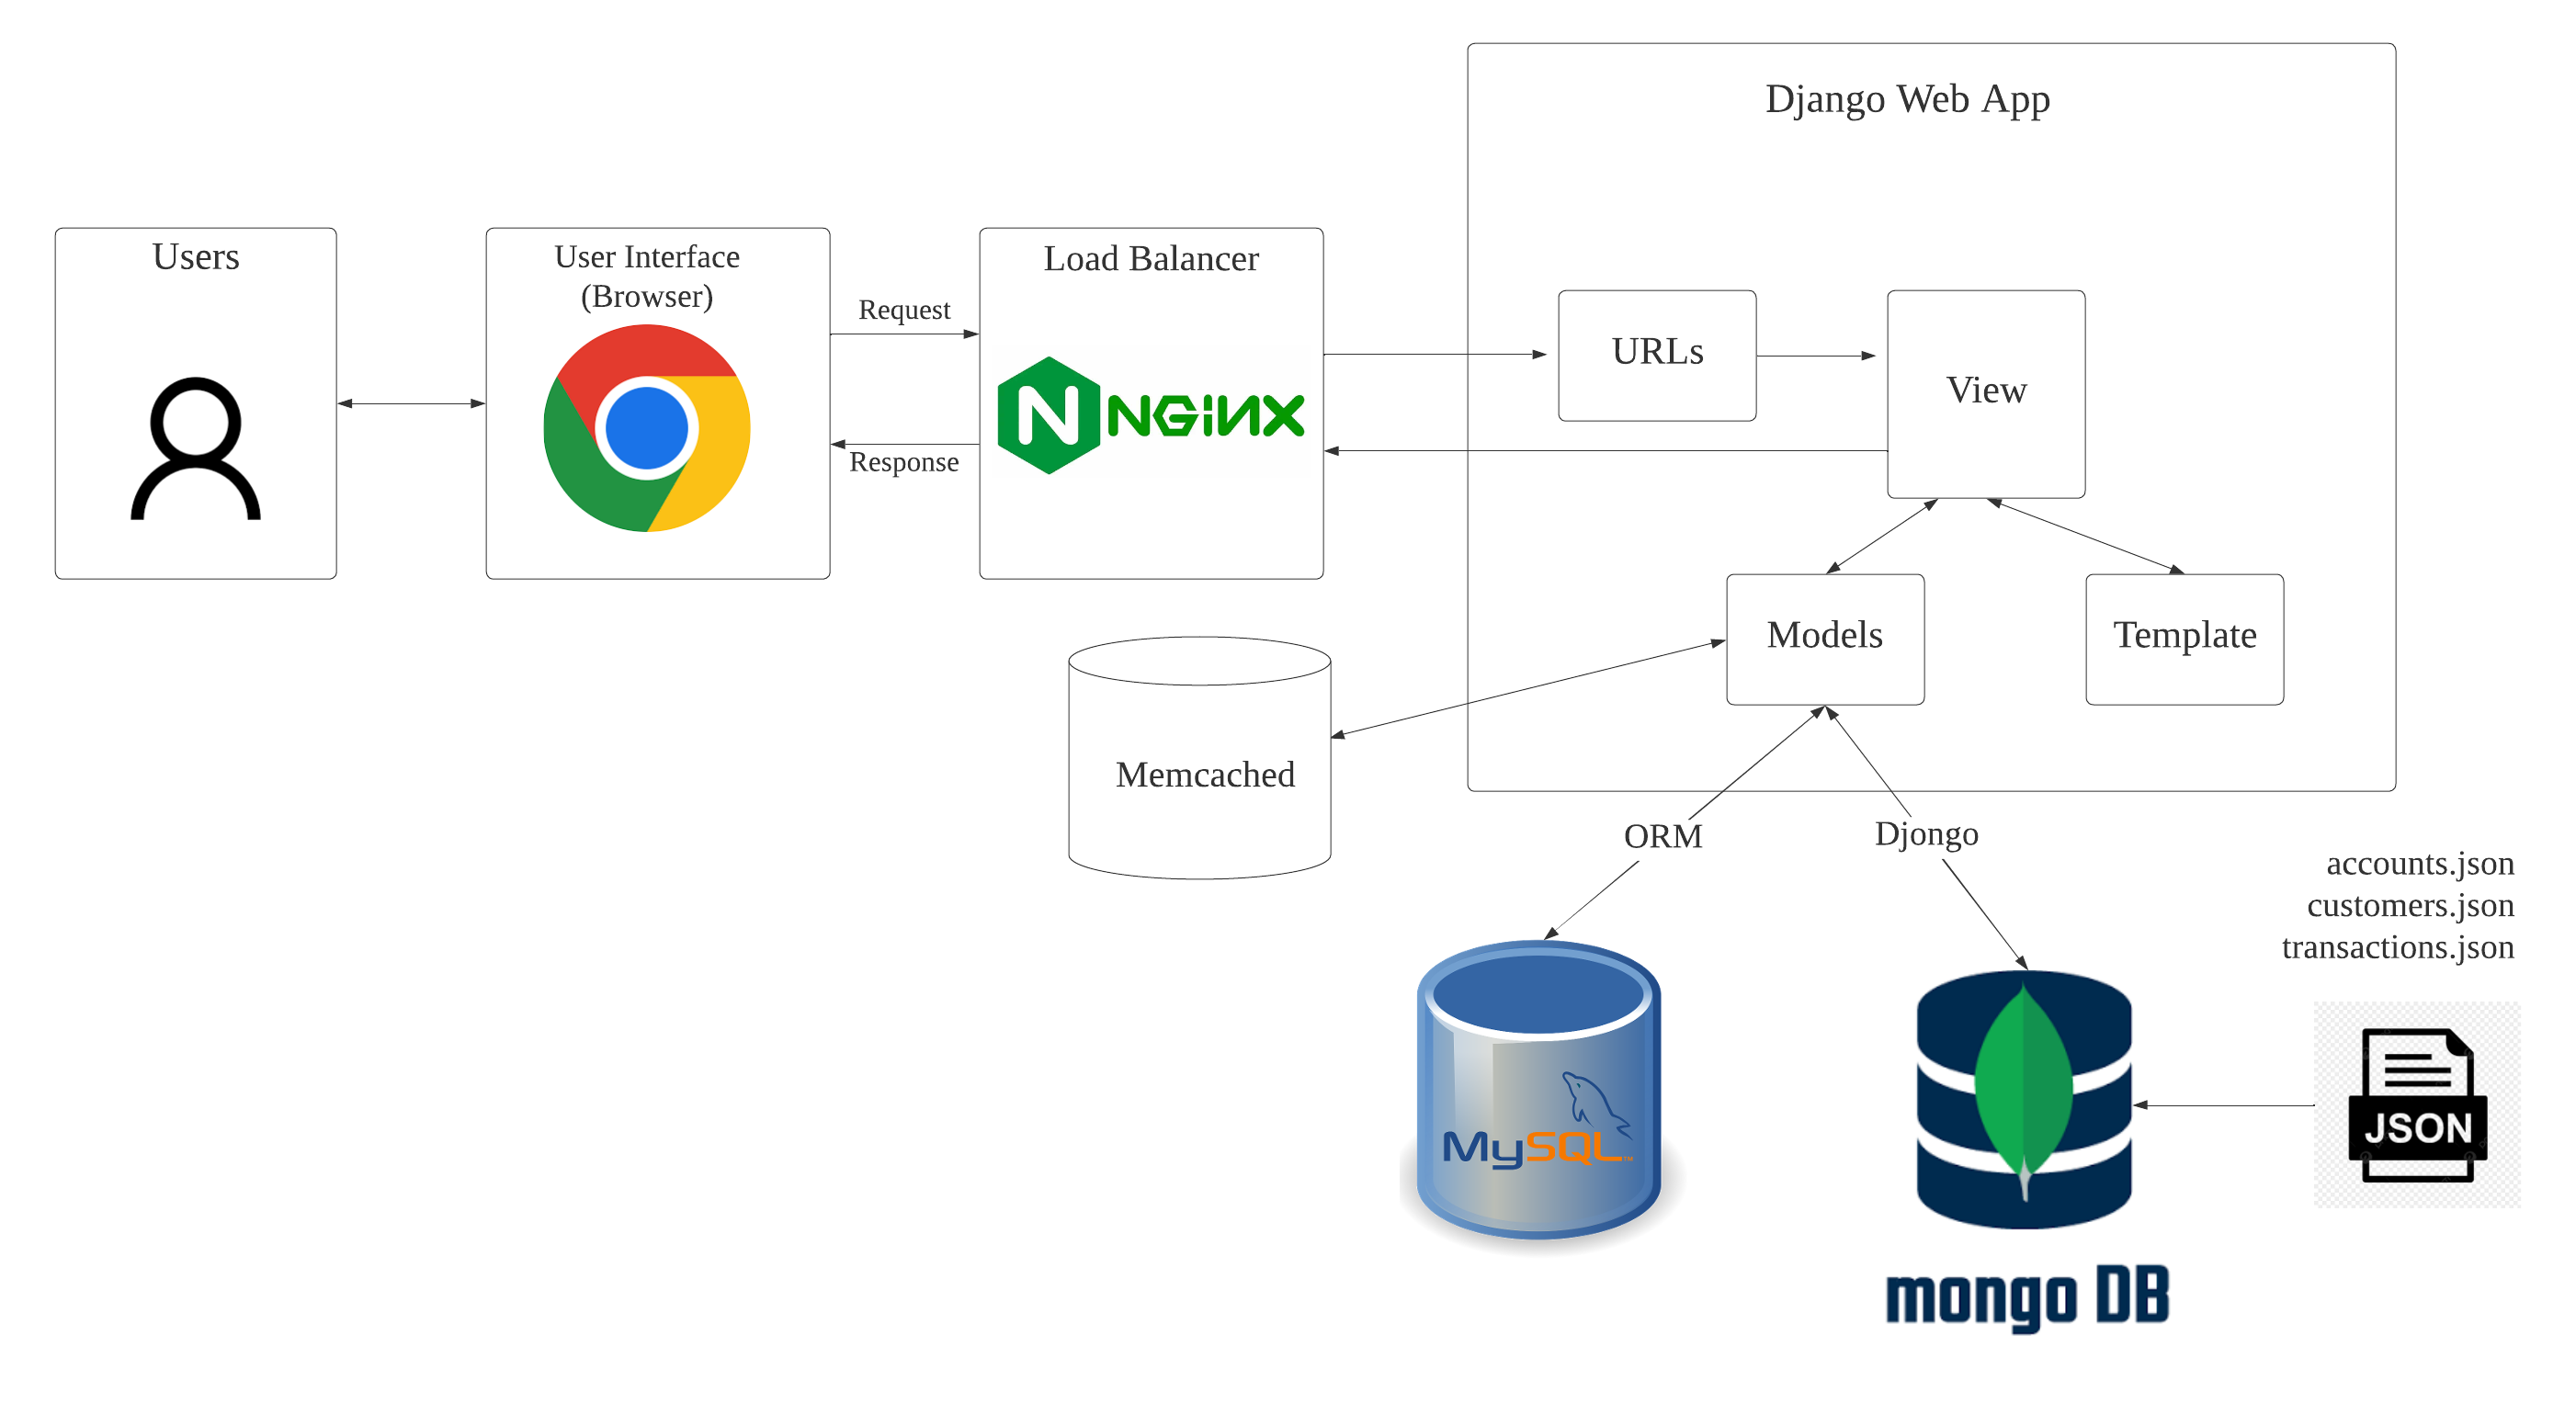 Django Web App
Users
User Interface
(Browser)
Request
Response
Load Balancer
N NGINX
URLs
View
Models
Template
Memcached
ORM
Djongo
accounts.json
customers.json
transactions.json
MySQL™
JSON
mongo DB